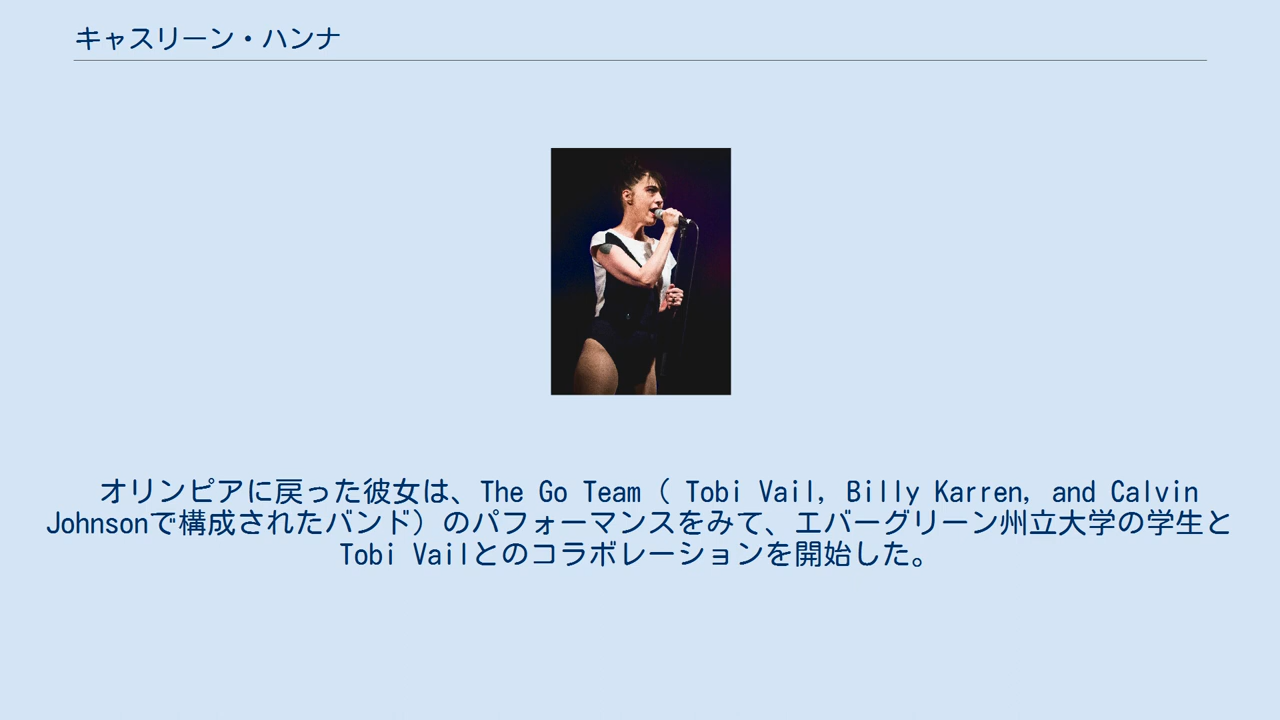 キャスリーン・ハンナ
オリンピアに戻った彼女は、The Go Team（ Tobi Vail, Billy Karren, and Calvin
Johnsonで構成されたバンド）のパフォーマンスをみて、エバーグリーン州立大学の学生と
Tobi Vailとのコラボレーションを開始した。